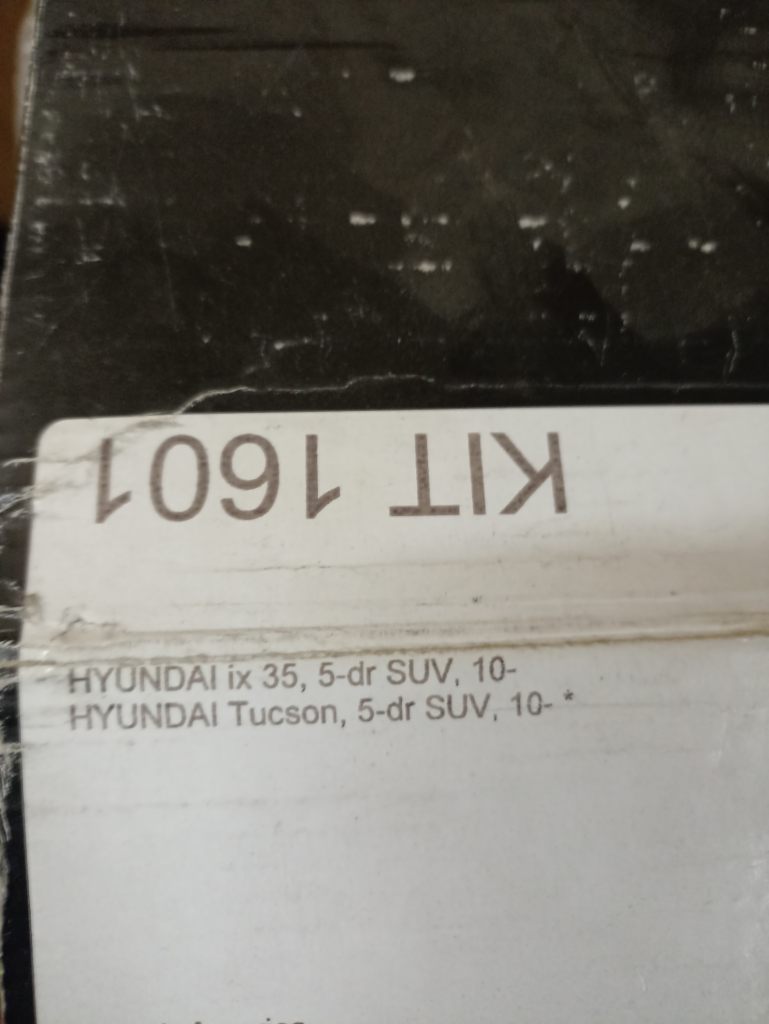 KIT 1601
HYUNDAI ix 35, 5-dr SUV, 10-
HYUNDAI Tucson, 5-dr SUV, 10- *